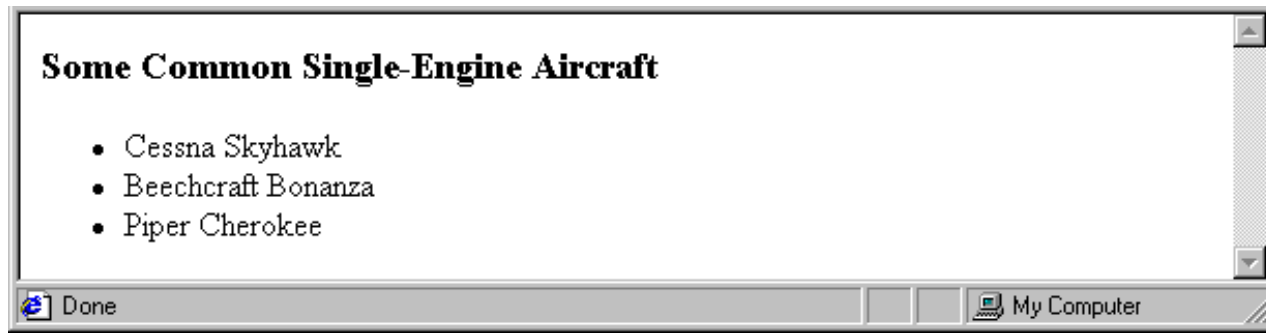 Some Common Single-Engine Aircraft
• Cessna Skyhawk
• Beechcraft Bonanza
• Piper Cherokee
Done
My Computer